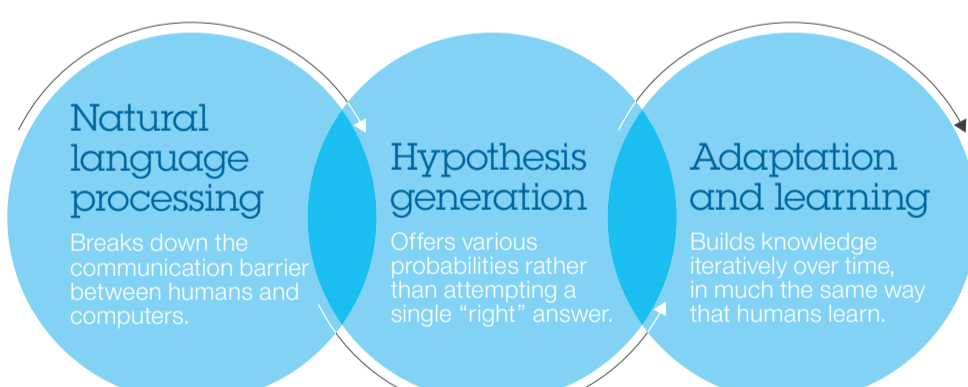 Natural
language
processing
Breaks down the
communication barrier
between humans and
computers.
Hypothesis
generation
Offers various
probabilities rather
than attempting a
single “right” answer.
Adaptation
and learning
Builds knowledge
iteratively over time,
in much the same way
that humans learn.